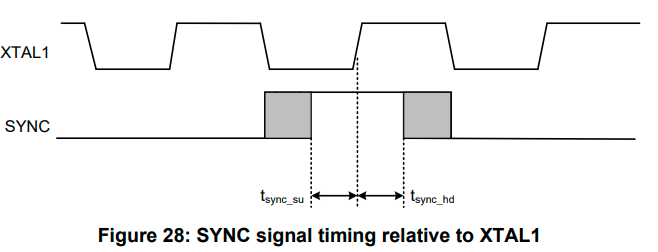 XTAL1
SYNC
tsync_su tsync_hd
Figure 28: SYNC signal timing relative to XTAL1